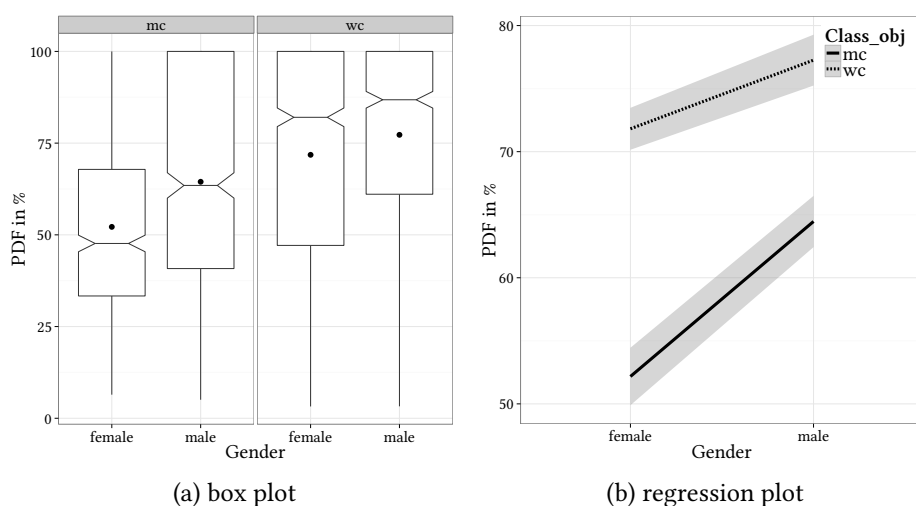 mc wc
100
75
50
25
0
PDF in %
female male female male
Gender
(a) box plot
80
70
60
50
PDF in %
Class_obj
mc
wc
female male
Gender
(b) regression plot